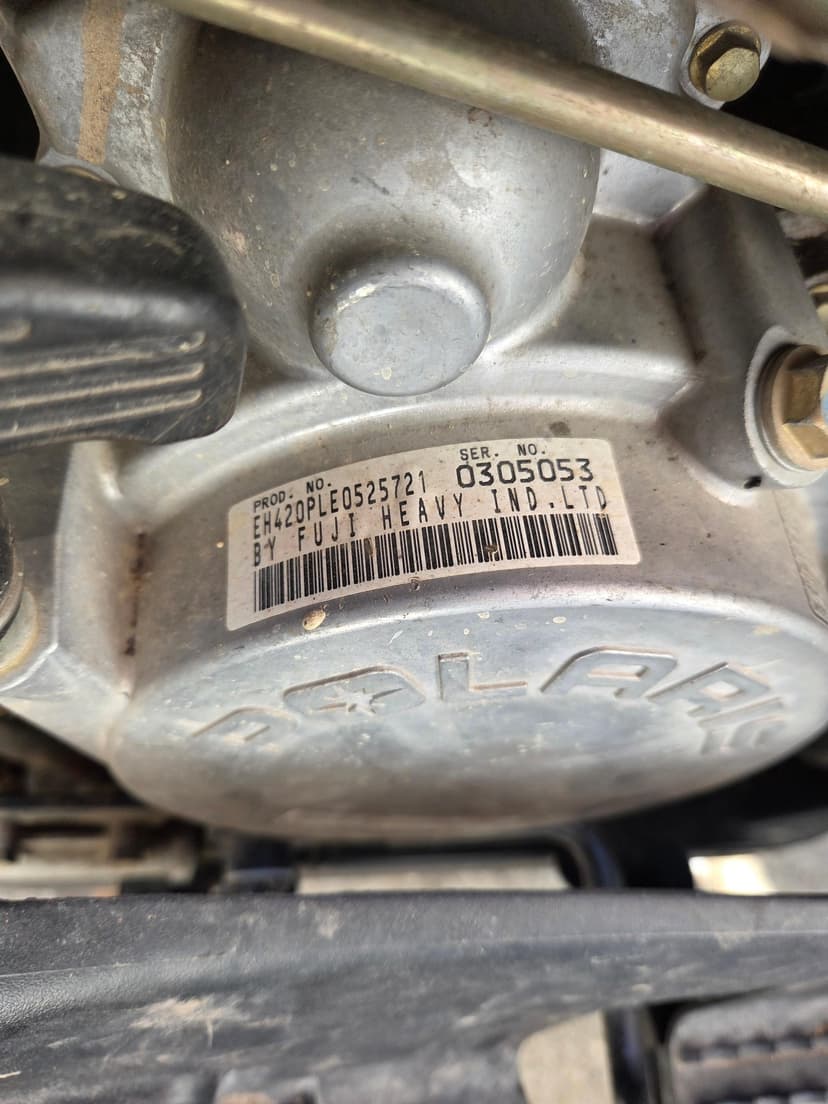 PROD. NO. SER. NO.
EH420PLE0525721 0305053
BY FUJI HEAVY IND.LTD
POLARIS